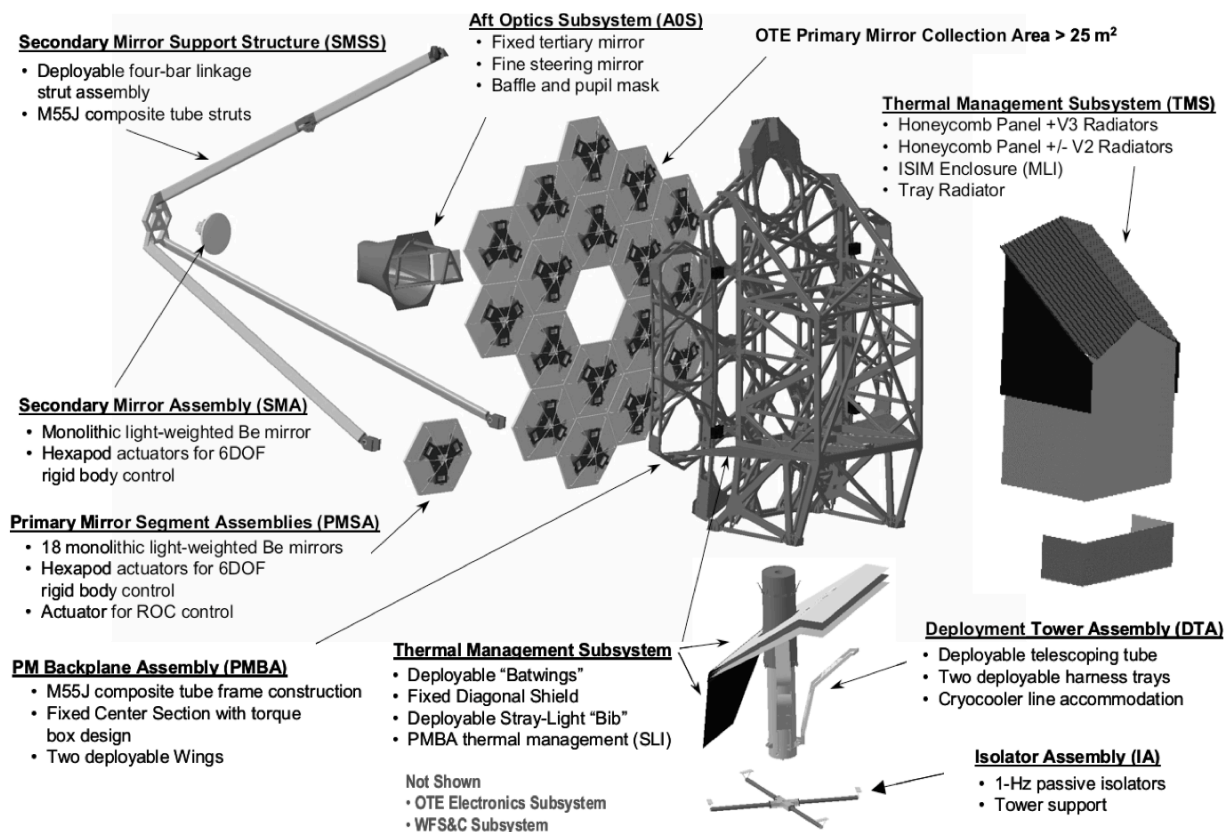 Aft Optics Subsystem (A0S)
• Fixed tertiary mirror
• Fine steering mirror
• Baffle and pupil mask
Secondary Mirror Support Structure (SMSS)
• Deployable four-bar linkage
strut assembly
• M55J composite tube struts
OTE Primary Mirror Collection Area > 25 m²
Thermal Management Subsystem (TMS)
• Honeycomb Panel +V3 Radiators
• Honeycomb Panel +/- V2 Radiators
• ISIM Enclosure (MLI)
• Tray Radiator
Secondary Mirror Assembly (SMA)
• Monolithic light-weighted Be mirror
• Hexapod actuators for 6DOF
rigid body control
Primary Mirror Segment Assemblies (PMSA)
• 18 monolithic light-weighted Be mirrors
• Hexapod actuators for 6DOF
rigid body control
• Actuator for ROC control
PM Backplane Assembly (PMBA)
• M55J composite tube frame construction
• Fixed Center Section with torque
box design
• Two deployable Wings
Thermal Management Subsystem
• Deployable “Batwings”
• Fixed Diagonal Shield
• Deployable Stray-Light “Bib”
• PMBA thermal management (SLI)
Not Shown
• OTE Electronics Subsystem
• WFS&C Subsystem
Deployment Tower Assembly (DTA)
• Deployable telescoping tube
• Two deployable harness trays
• Cryocooler line accommodation
Isolator Assembly (IA)
• 1-Hz passive isolators
• Tower support